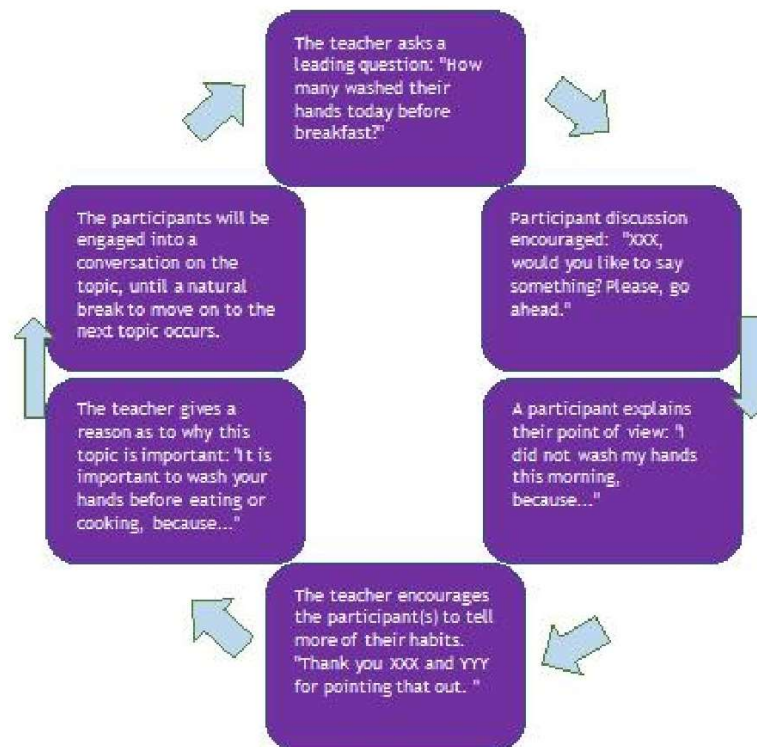 The teacher asks a
leading question: "How
many washed their
hands today before
breakfast?"
Participant discussion
encouraged: "XXX,
would you like to say
something? Please, go
ahead."
A participant explains
their point of view: "I
did not wash my hands
this morning,
because..."
The teacher encourages
the participant(s) to tell
more of their habits.
"Thank you XXX and YYY
for pointing that out. "
The teacher gives a
reason as to why this
topic is important: "It is
important to wash your
hands before eating or
cooking, because..."
The participants will be
engaged into a
conversation on the
topic, until a natural
break to move on to the
next topic occurs.